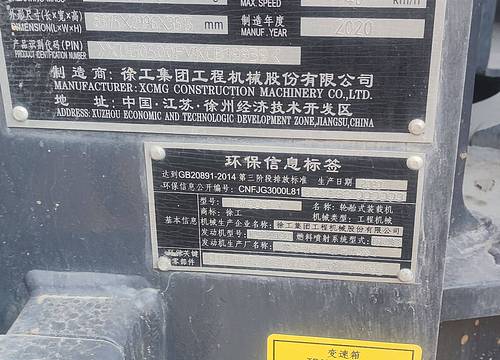 MAX.SPEED km/h
外形尺寸(长×宽×高)
DIMENSION(L×W×H) mm 制造年度
MANUF.YEAR 2020
产品识别代码(PIN)
PRODUCT IDENTIFICATION NUMBER
制造商:徐工集团工程机械股份有限公司
MANUFACTURER:XCMG CONSTRUCTION MACHINERY CO.,LTD.
地 址:中国·江苏·徐州经济技术开发区
ADDRESS:XUZHOU ECONOMIC AND TECHNOLOGIC DEVELOPMENT ZONE,JIANGSU,CHINA
环保信息标签
达到GB20891-2014第三阶段排放标准 生产日期
环保信息公开编号:CNFJG3000L81
型号: 名称:轮胎式装载机
商标:徐工 机械类型:工程机械
基本信息 机械生产企业名称:徐工集团工程机械股份有限公司
发动机型号: 燃料喷射系统型式:
发动机生产厂名称:
环保关键
零部件
变速箱